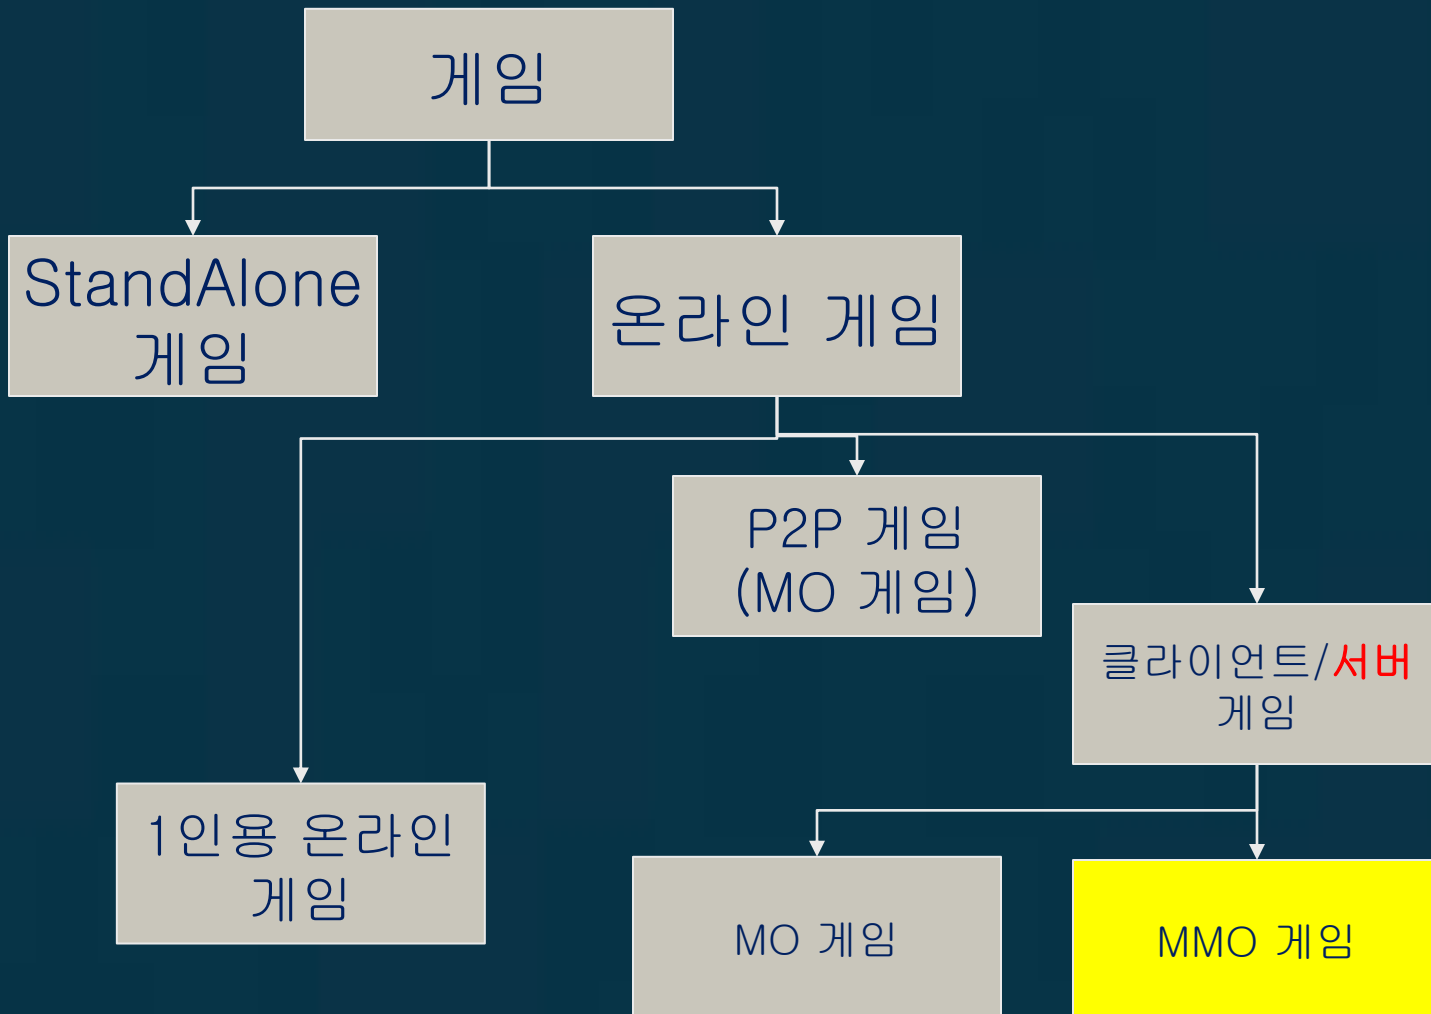 게임
StandAlone
게임
온라인 게임
P2P 게임
(MO 게임)
클라이언트/서버
게임
1인용 온라인
게임
MO 게임
MMO 게임